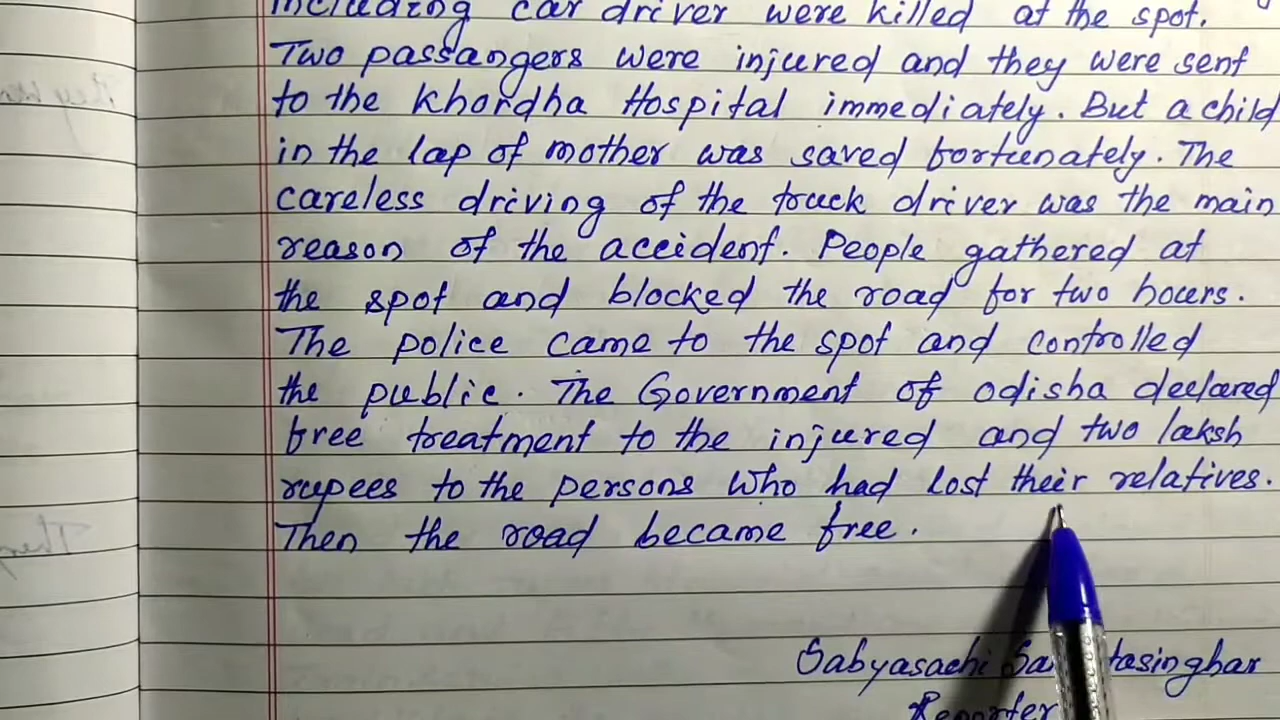 including car driver were killed at the spot.
Two passangers were injured and they were sent
to the Khordha Hospital immediately. But a child
in the lap of mother was saved fortunately. The
careless driving of the truck driver was the main
reason of the accident. People gathered at
the spot and blocked the road for two hours.
The police came to the spot and controlled
the public. The Government of odisha declared
free treatment to the injured and two laksh
rupees to the persons who had lost their relatives.
Then the road became free.
Sabyasachi
Reporter